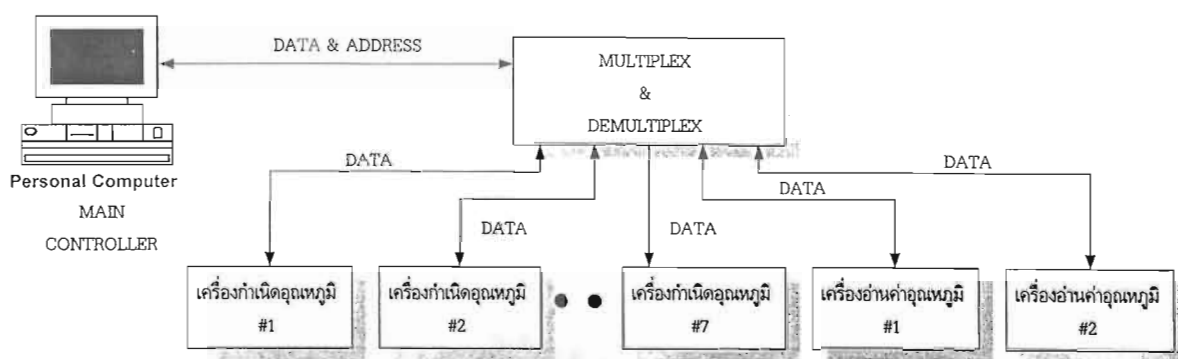 DATA & ADDRESS
MULTIPLEX
&
DEMULTIPLEX
Personal Computer
MAIN
CONTROLLER
DATA
DATA
DATA
DATA
DATA
เครื่องกำเนิดอุณหภูมิ
#1
เครื่องกำเนิดอุณหภูมิ
#2
เครื่องกำเนิดอุณหภูมิ
#7
เครื่องอ่านค่าอุณหภูมิ
#1
เครื่องอ่านค่าอุณหภูมิ
#2